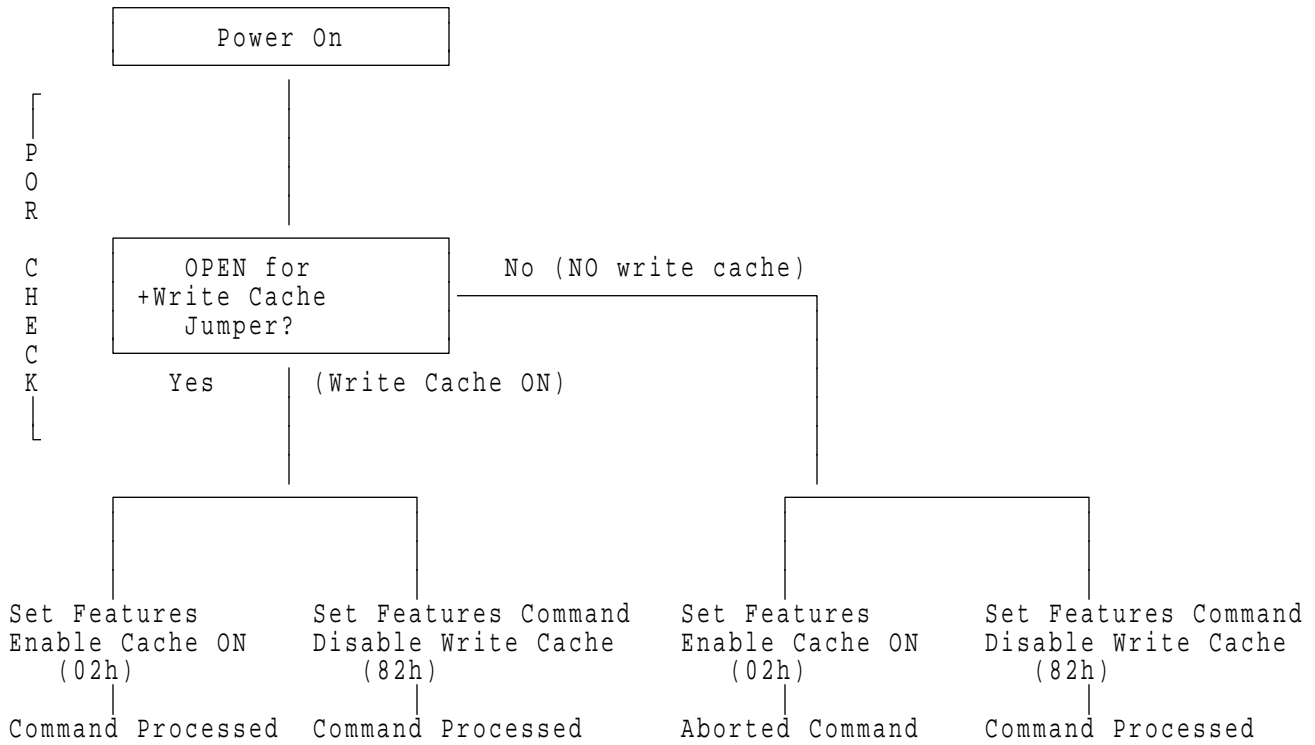 Power On
POR CHECK
OPEN for
+Write Cache
Jumper?
No (NO write cache)
Yes (Write Cache ON)
Set Features
Enable Cache ON
(02h)
Command Processed
Set Features Command
Disable Write Cache
(82h)
Command Processed
Set Features
Enable Cache ON
(02h)
Aborted Command
Set Features Command
Disable Write Cache
(82h)
Command Processed